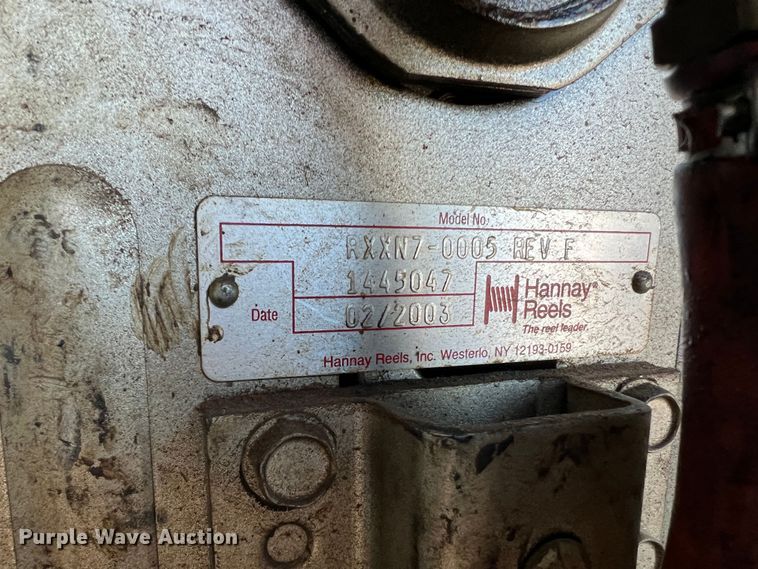 Model No.
RXXN7-0005 REV F
1445047
Date 02/2003
Hannay®
Reels
The reel leader.
Hannay Reels, Inc. Westerlo, NY 12193-0159
Purple Wave Auction®